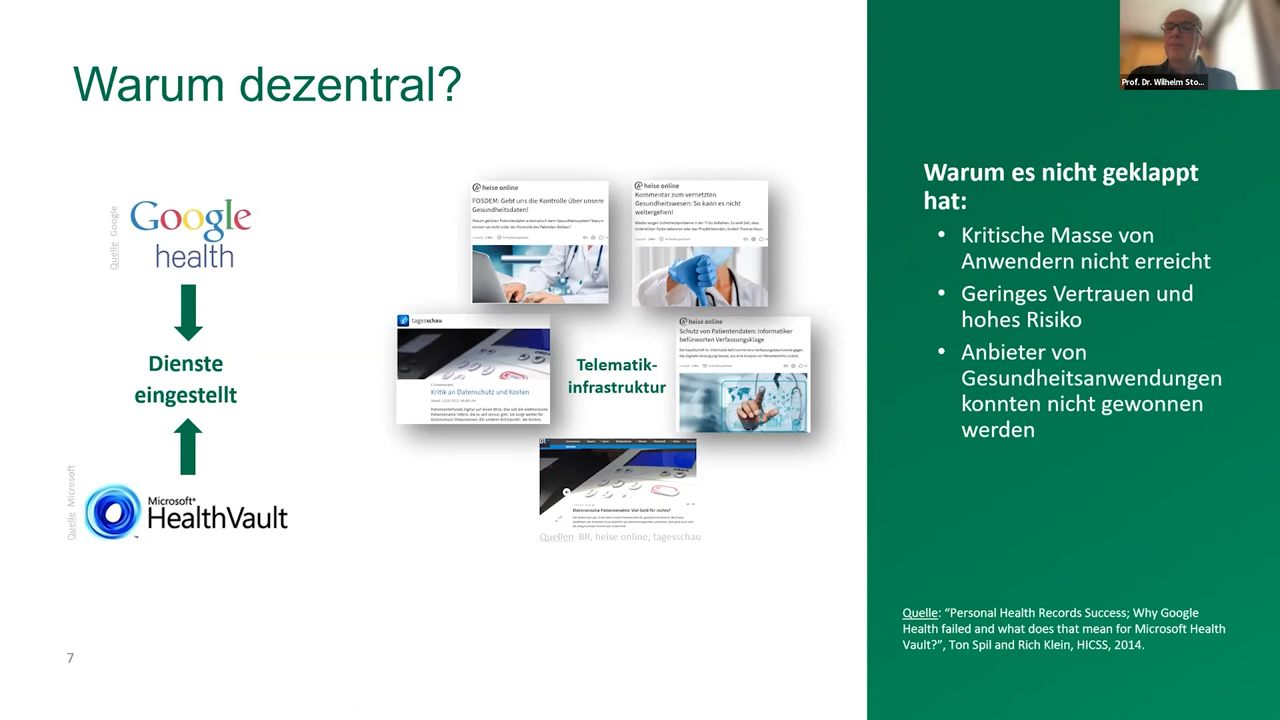 Warum dezentral?
Prof. Dr. Wilhelm Sto...
Quelle Google
Google
health
Dienste
eingestellt
Quelle Microsoft
Microsoft®
HealthVault™
heise online
FOSDEM: Gebt uns die Kontrolle über unsere
Gesundheitsdaten!
heise online
Kommentar zum vernetzten
Gesundheitswesen: So kann es nicht
weitergehen!
tagesschau
Kritik an Datenschutz und Kosten
Telematik-
infrastruktur
heise online
Schutz von Patientendaten: Informatiker
befürworten Verfassungsklage
BR
Elektronische Patientenakte: Viel Geld für nichts?
Quellen BR, heise online, tagesschau
Warum es nicht geklappt
hat:
• Kritische Masse von
Anwendern nicht erreicht
• Geringes Vertrauen und
hohes Risiko
• Anbieter von
Gesundheitsanwendungen
konnten nicht gewonnen
werden
Quelle: “Personal Health Records Success; Why Google
Health failed and what does that mean for Microsoft Health
Vault?”, Ton Spil and Rich Klein, HICSS, 2014.
7